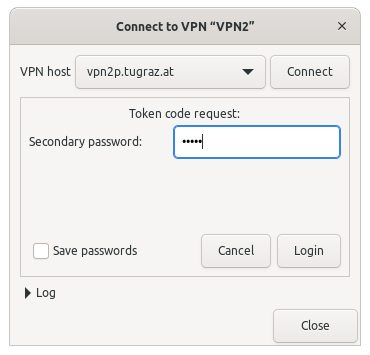 Connect to VPN “VPN2”
VPN host vpn2p.tugraz.at Connect
Token code request:
Secondary password: •••••
Save passwords Cancel Login
Log
Close